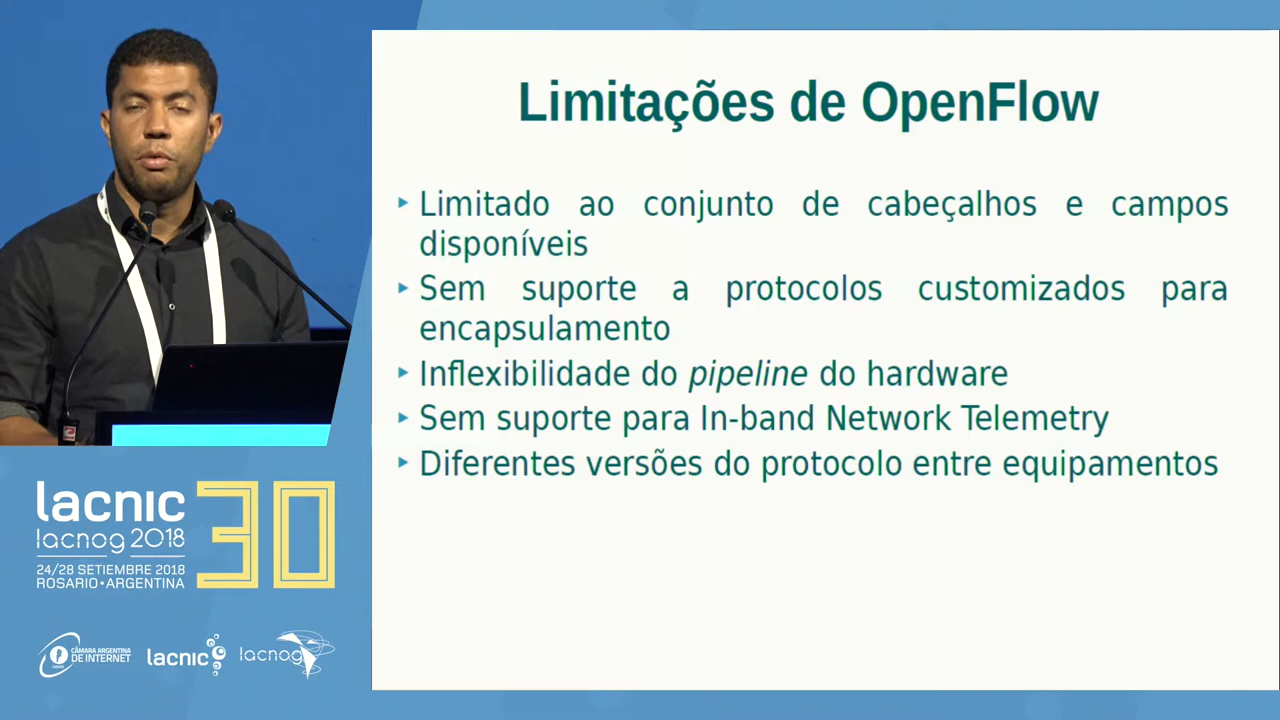 Limitações de OpenFlow
Limitado ao conjunto de cabeçalhos e campos
disponíveis
Sem suporte a protocolos customizados para
encapsulamento
Inflexibilidade do pipeline do hardware
Sem suporte para In-band Network Telemetry
Diferentes versões do protocolo entre equipamentos
lacnic 30
lacnog 2018
24/28 SETIEMBRE 2018
ROSARIO•ARGENTINA
CÁMARA ARGENTINA
DE INTERNET
lacnic
lacnog